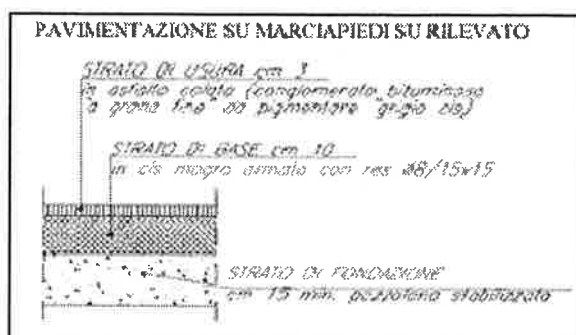 PAVIMENTAZIONE SU MARCIAPIEDI SU RILEVATO
STRATO DI USURA cm 3
in asfalto colato (conglomerato bituminoso
a grana fine da pigmentare "grigio cls)
STRATO DI BASE cm 10
in cls magro armato con res Ø8/15x15
STRATO DI FONDAZIONE
cm 15 min. pozzolana stabilizzata